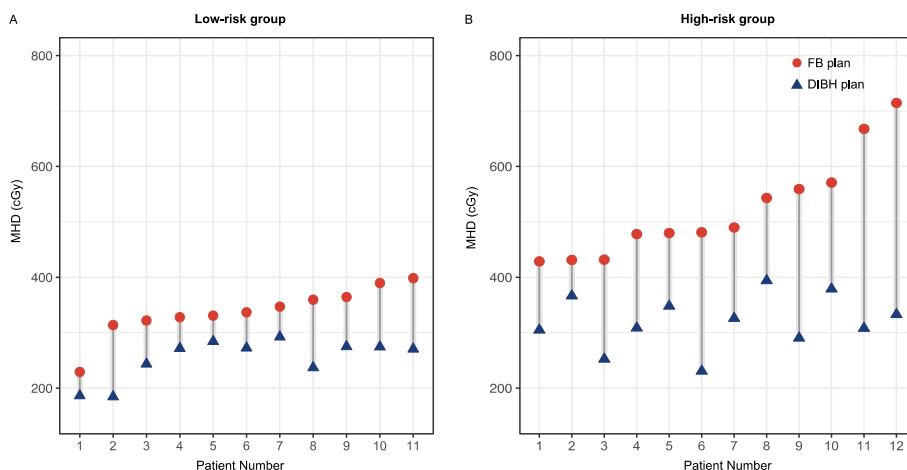 A
Low-risk group
800
600
400
200
MHD (cGy)
1 2 3 4 5 6 7 8 9 10 11
Patient Number
B
High-risk group
FB plan
DIBH plan
800
600
400
200
MHD (cGy)
1 2 3 4 5 6 7 8 9 10 11 12
Patient Number